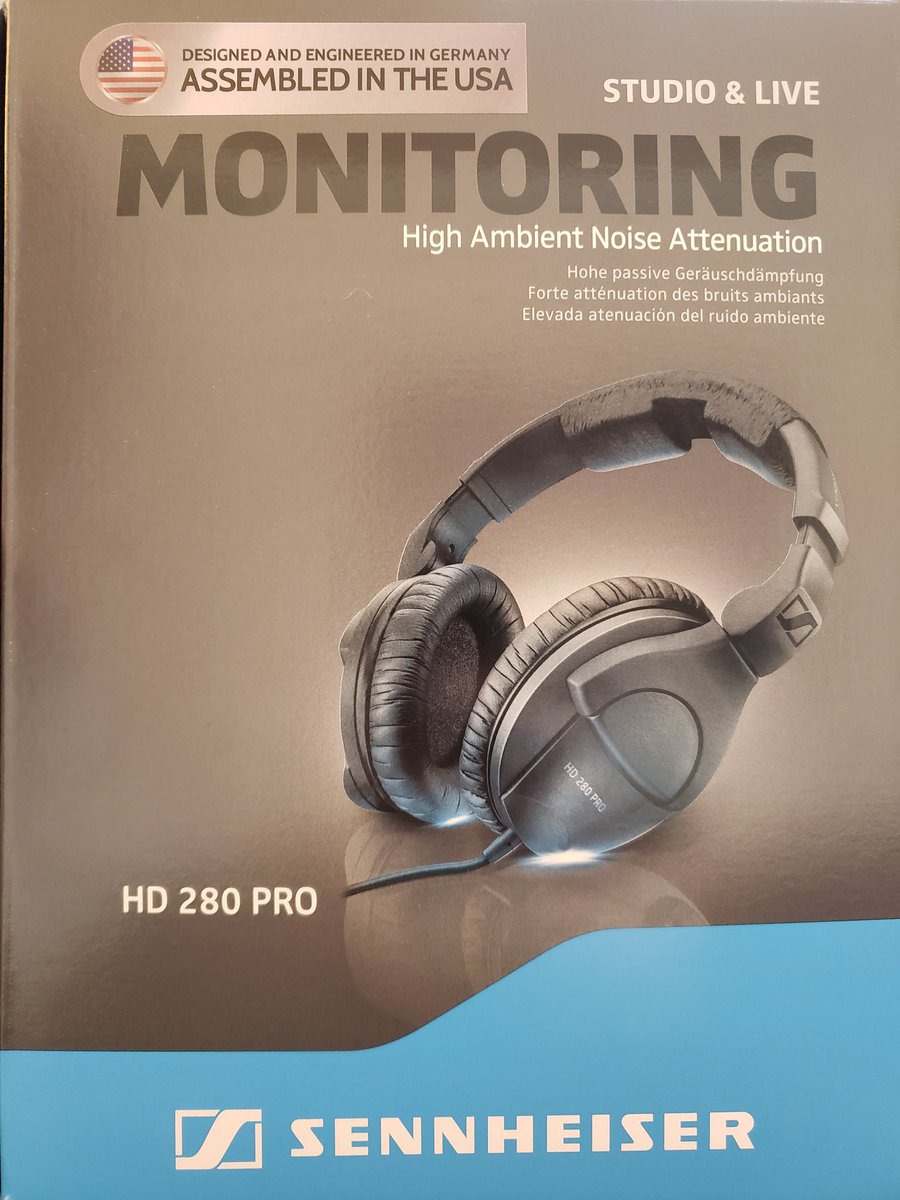 DESIGNED AND ENGINEERED IN GERMANY
ASSEMBLED IN THE USA
STUDIO & LIVE
MONITORING
High Ambient Noise Attenuation
Hohe passive Geräuschdämpfung
Forte atténuation des bruits ambiants
Elevada atenuación del ruido ambiente
HD 280 PRO
HD 280 PRO
SENNHEISER